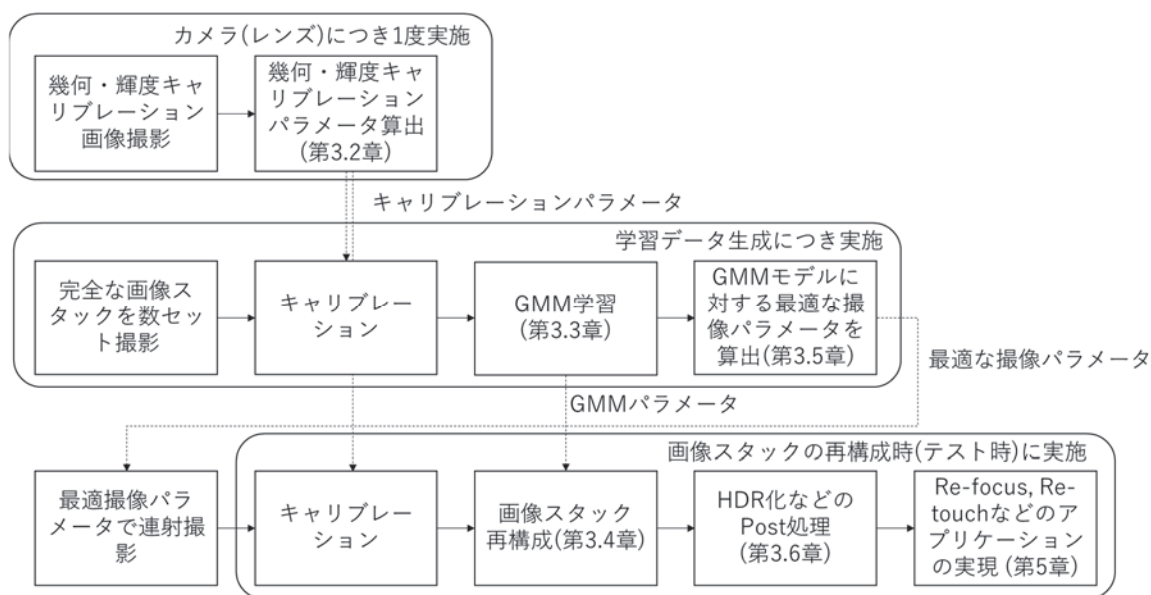 カメラ(レンズ)につき1度実施
幾何・輝度キャ
リブレーション
画像撮影
幾何・輝度キャ
リブレーション
パラメータ算出
(第3.2章)
キャリブレーションパラメータ
学習データ生成につき実施
完全な画像ス
タックを数セッ
ト撮影
キャリブレー
ション
GMM学習
(第3.3章)
GMMモデルに
対する最適な撮
像パラメータを
算出(第3.5章)
最適な撮像パラメータ
GMMパラメータ
画像スタックの再構成時(テスト時)に実施
最適撮像パラ
メータで連射撮
影
キャリブレー
ション
画像スタック
再構成(第3.4章)
HDR化などの
Post処理
(第3.6章)
Re-focus, Re-
touchなどのア
プリケーション
の実現 (第5章)